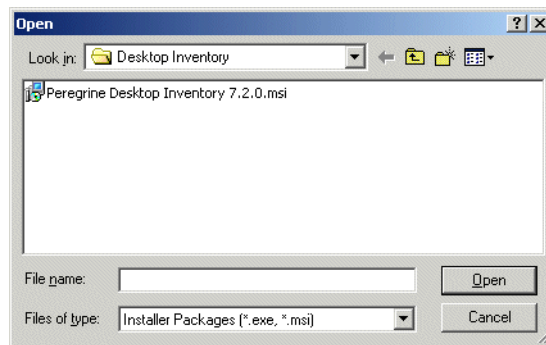 Open
Look in: Desktop Inventory
Peregrine Desktop Inventory 7.2.0.msi
File name:
Open
Files of type: Installer Packages (*.exe, *.msi)
Cancel